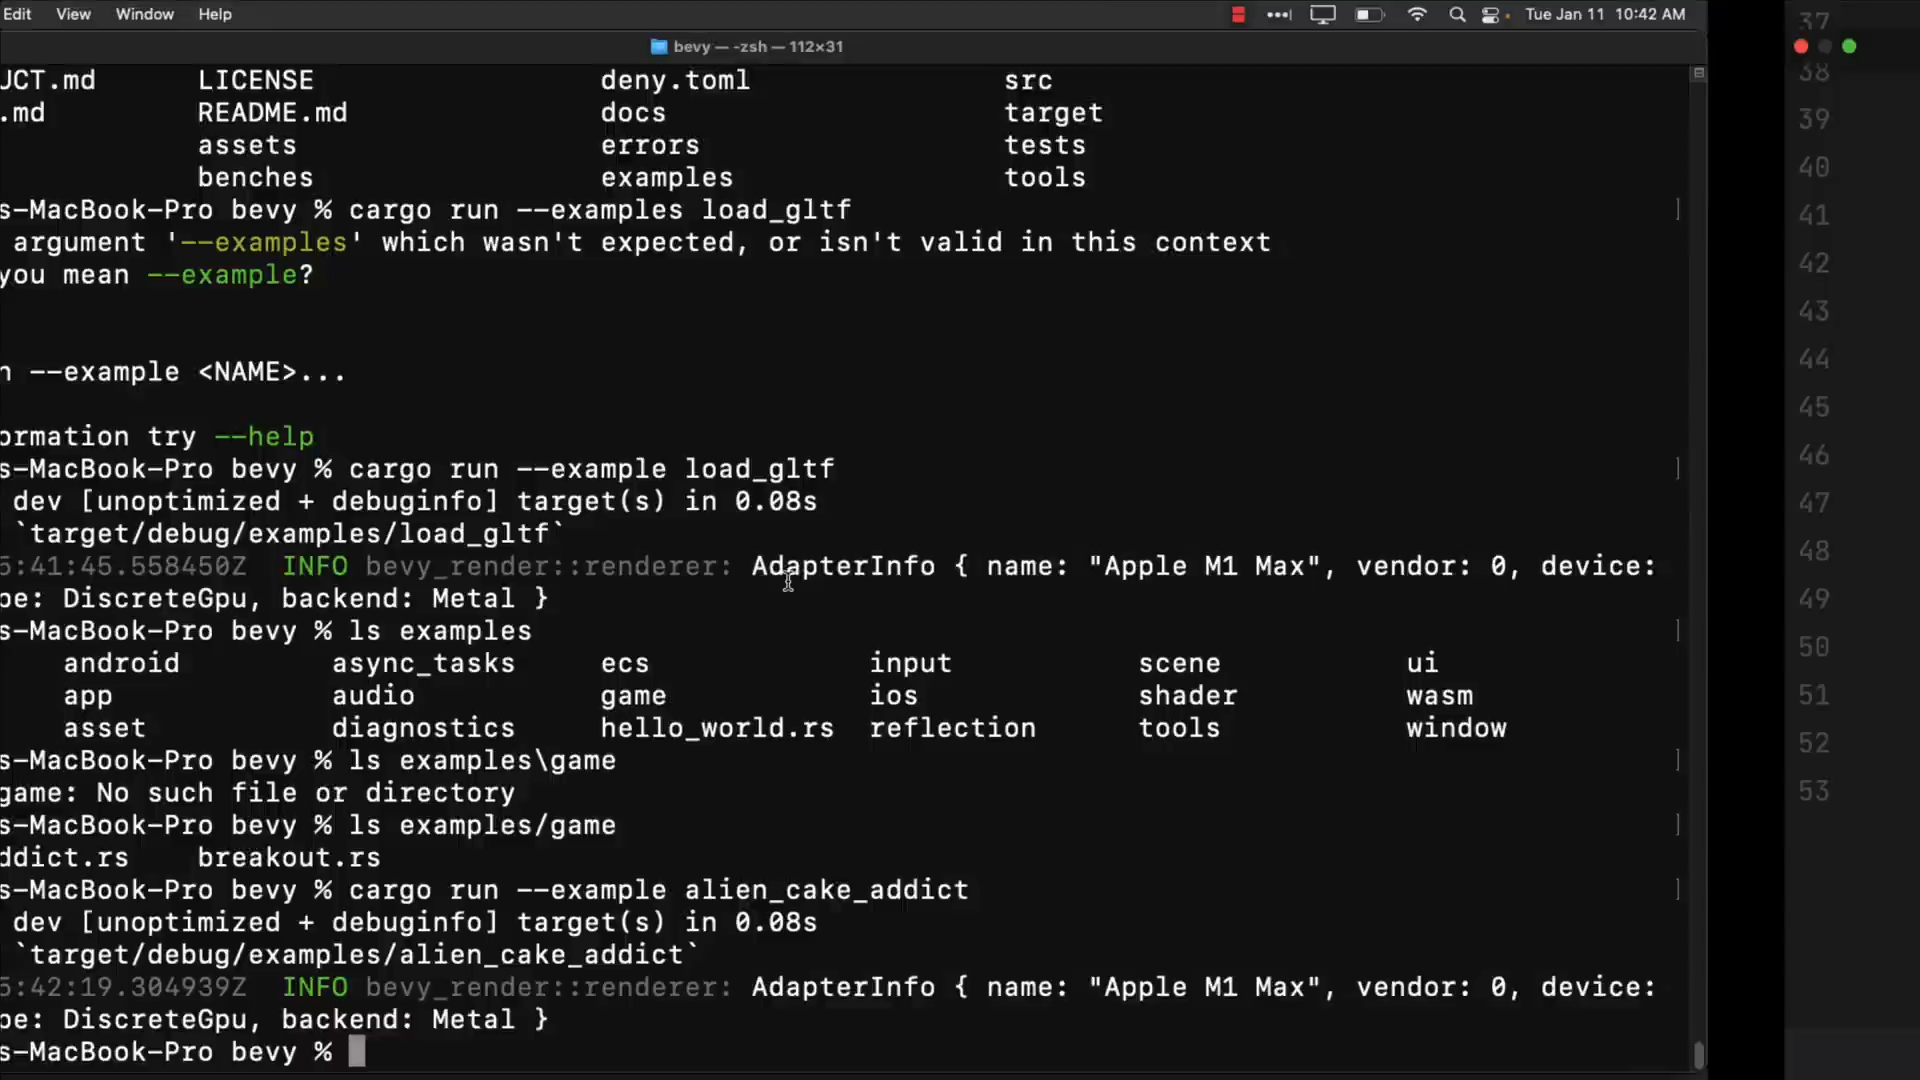 Edit View Window Help Tue Jan 11 10:42 AM
bevy — -zsh — 112×31
UCT.md LICENSE deny.toml src
.md README.md docs target
assets errors tests
benches examples tools
s-MacBook-Pro bevy % cargo run --examples load_gltf
argument '--examples' which wasn't expected, or isn't valid in this context
you mean --example?
n --example <NAME>...
ormation try --help
s-MacBook-Pro bevy % cargo run --example load_gltf
dev [unoptimized + debuginfo] target(s) in 0.08s
`target/debug/examples/load_gltf`
5:41:45.558450Z INFO bevy_render::renderer: AdapterInfo { name: "Apple M1 Max", vendor: 0, device:
pe: DiscreteGpu, backend: Metal }
s-MacBook-Pro bevy % ls examples
android async_tasks ecs input scene ui
app audio game ios shader wasm
asset diagnostics hello_world.rs reflection tools window
s-MacBook-Pro bevy % ls examples\game
game: No such file or directory
s-MacBook-Pro bevy % ls examples/game
ddict.rs breakout.rs
s-MacBook-Pro bevy % cargo run --example alien_cake_addict
dev [unoptimized + debuginfo] target(s) in 0.08s
`target/debug/examples/alien_cake_addict`
5:42:19.304939Z INFO bevy_render::renderer: AdapterInfo { name: "Apple M1 Max", vendor: 0, device:
pe: DiscreteGpu, backend: Metal }
s-MacBook-Pro bevy %
37
38
39
40
41
42
43
44
45
46
47
48
49
50
51
52
53